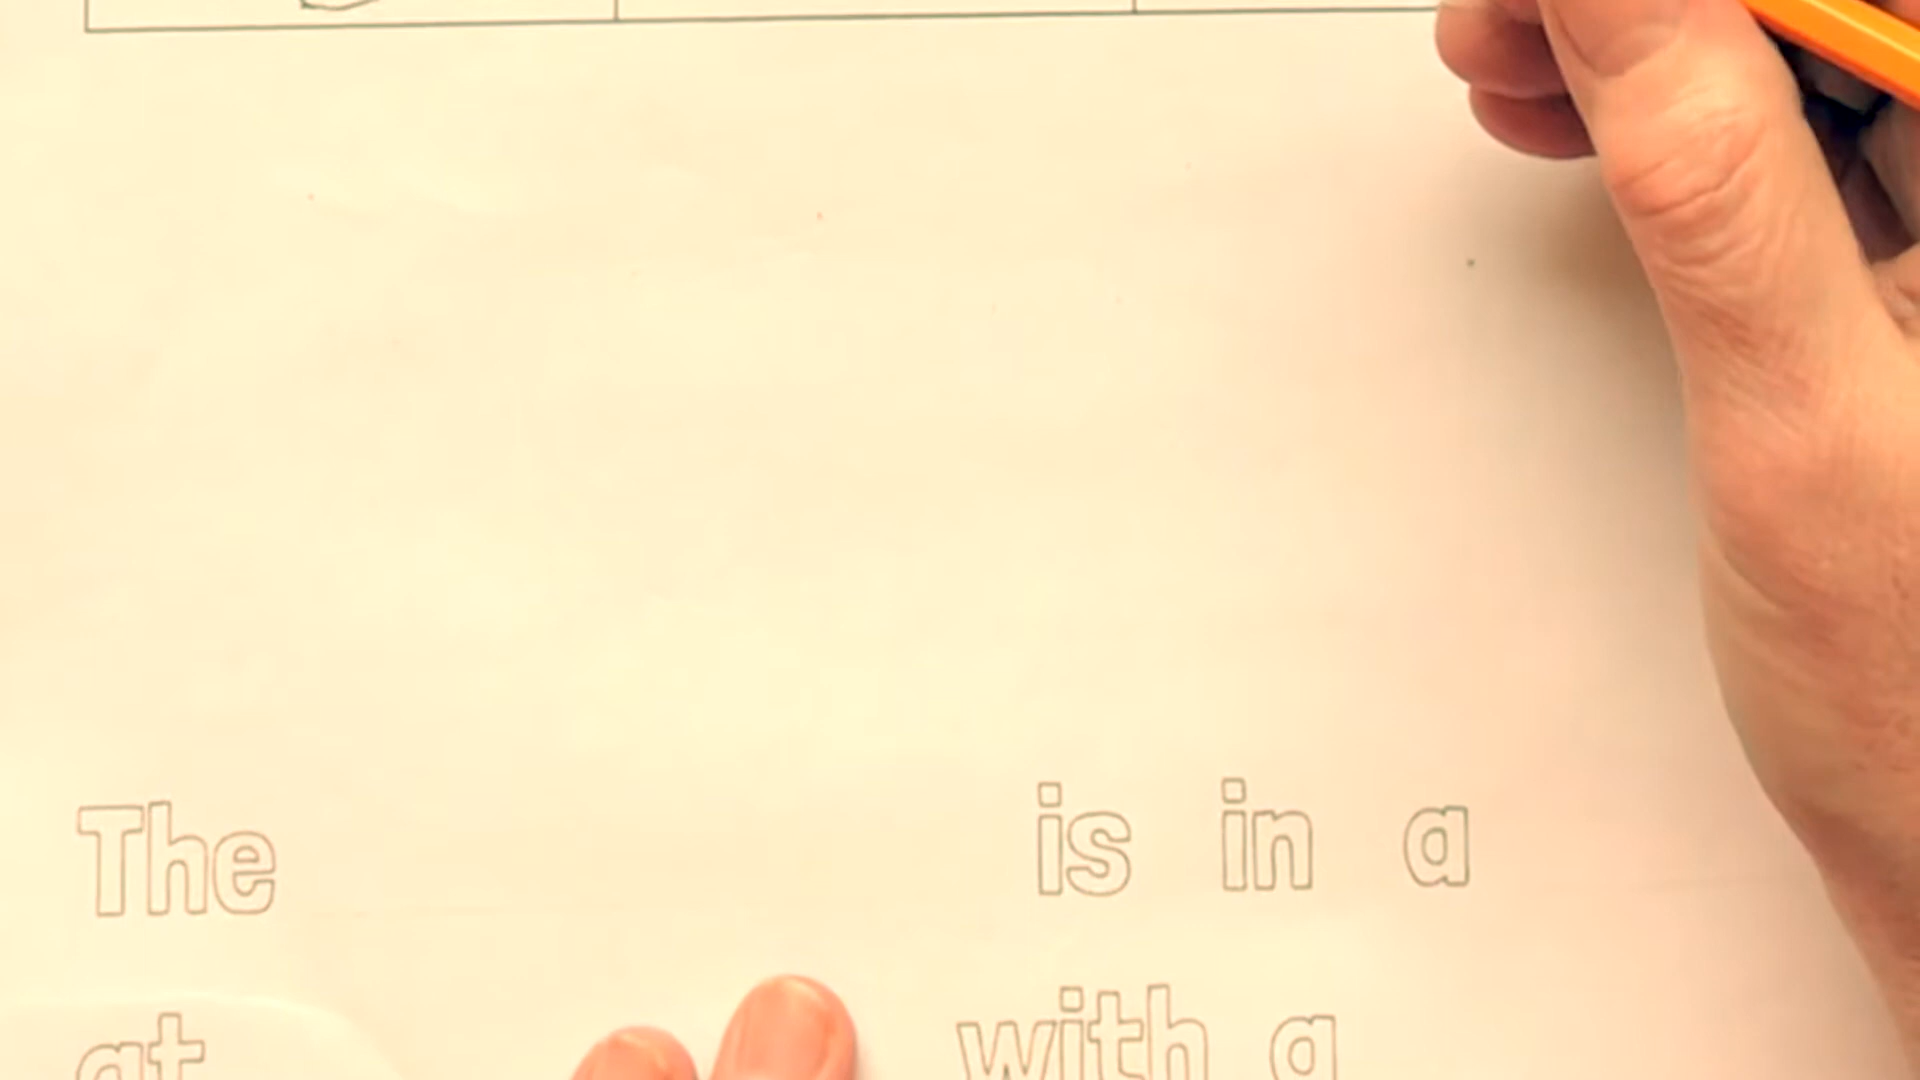 The is in a
at with a